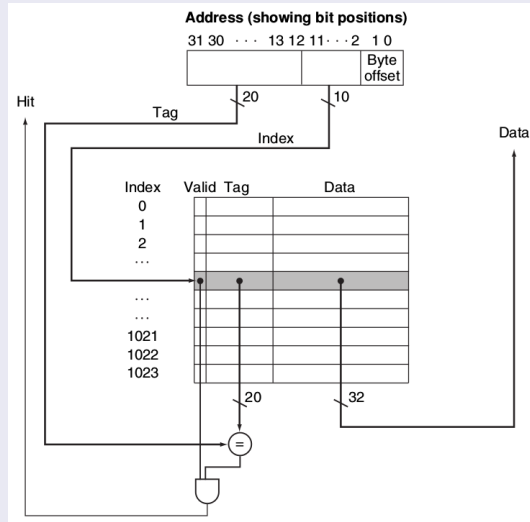 Address (showing bit positions)
31 30 · · · 13 12 11 · · · 2 1 0
Byte
offset
20
10
Hit
Tag
Index
Data
Index Valid Tag Data
0
1
2
...
...
...
1021
1022
1023
20
32
=